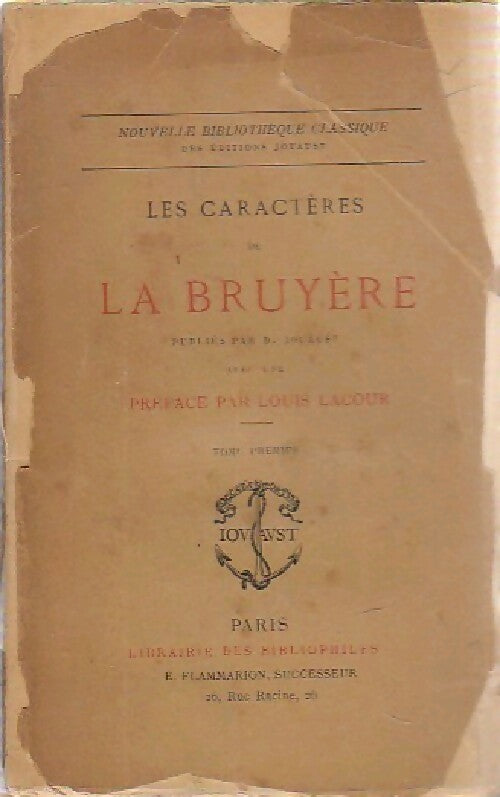 NOUVELLE BIBLIOTHÈQUE CLASSIQUE
DES ÉDITIONS JOUAUST
LES CARACTÈRES
DE
LA BRUYÈRE
PUBLIÉS PAR D. JOUAUST
AVEC UNE
PRÉFACE PAR LOUIS LACOUR
TOME PREMIER
IOVAVST
PARIS
LIBRAIRIE DES BIBLIOPHILES
E. FLAMMARION, SUCCESSEUR
26, Rue Racine, 26